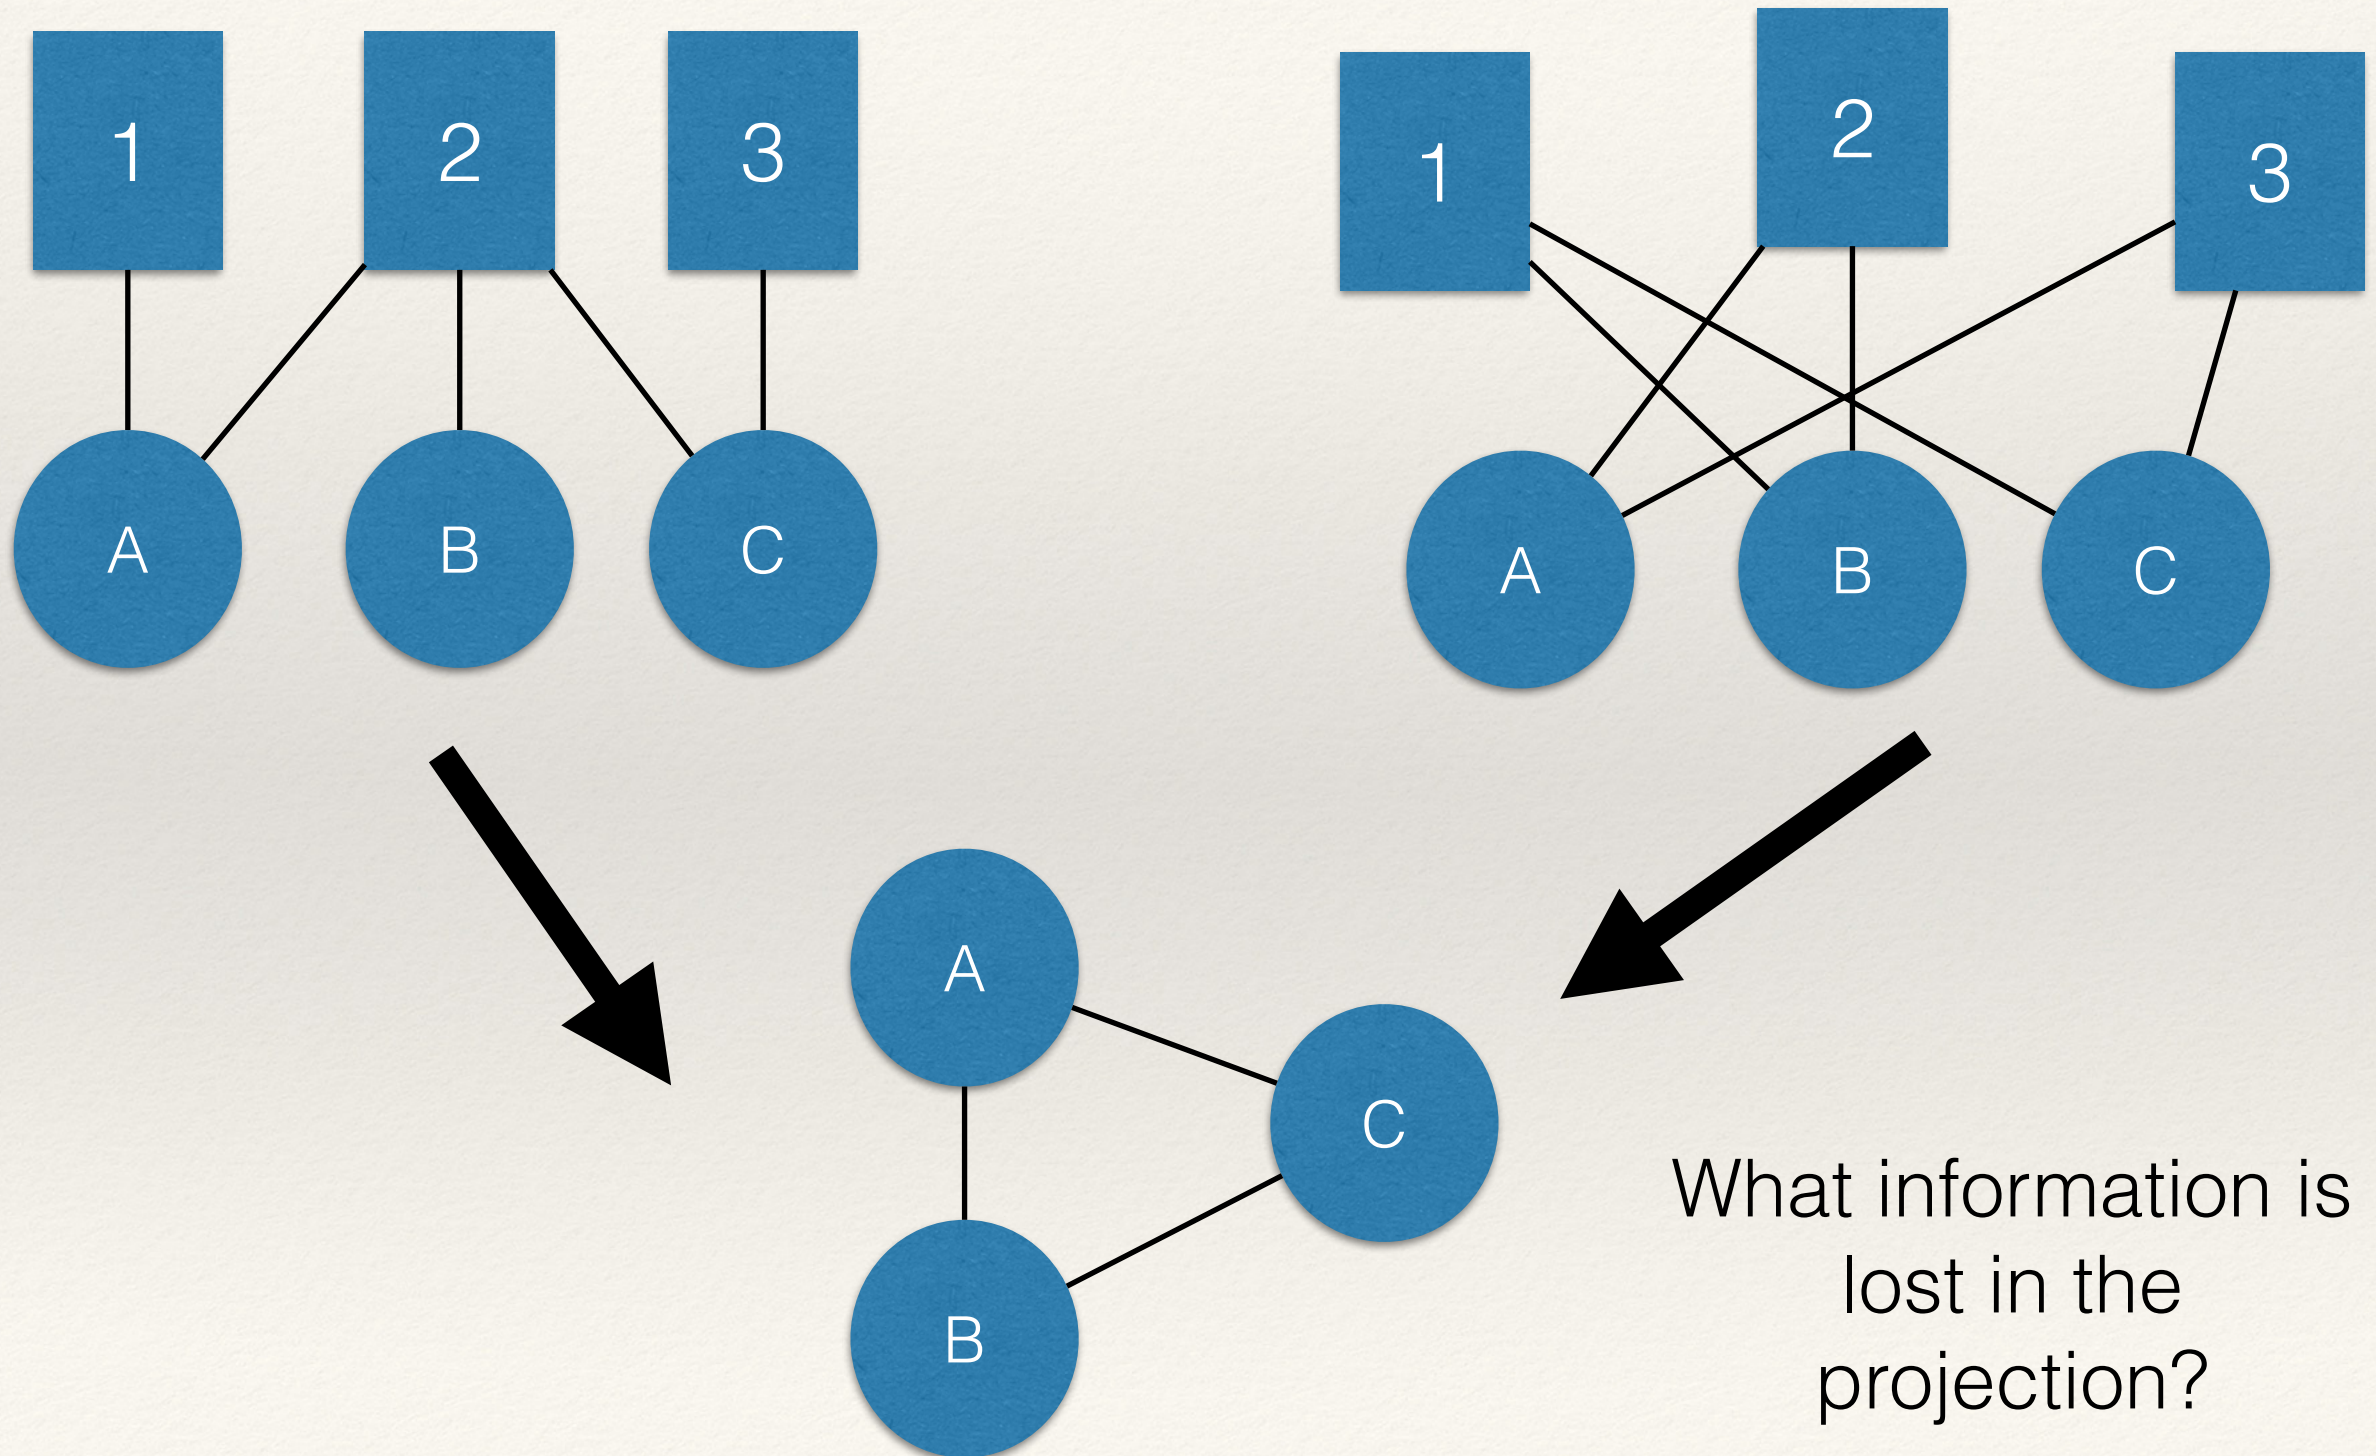 1
2
3
A
B
C
1
2
3
A
B
C
A
C
B
What information is
lost in the
projection?